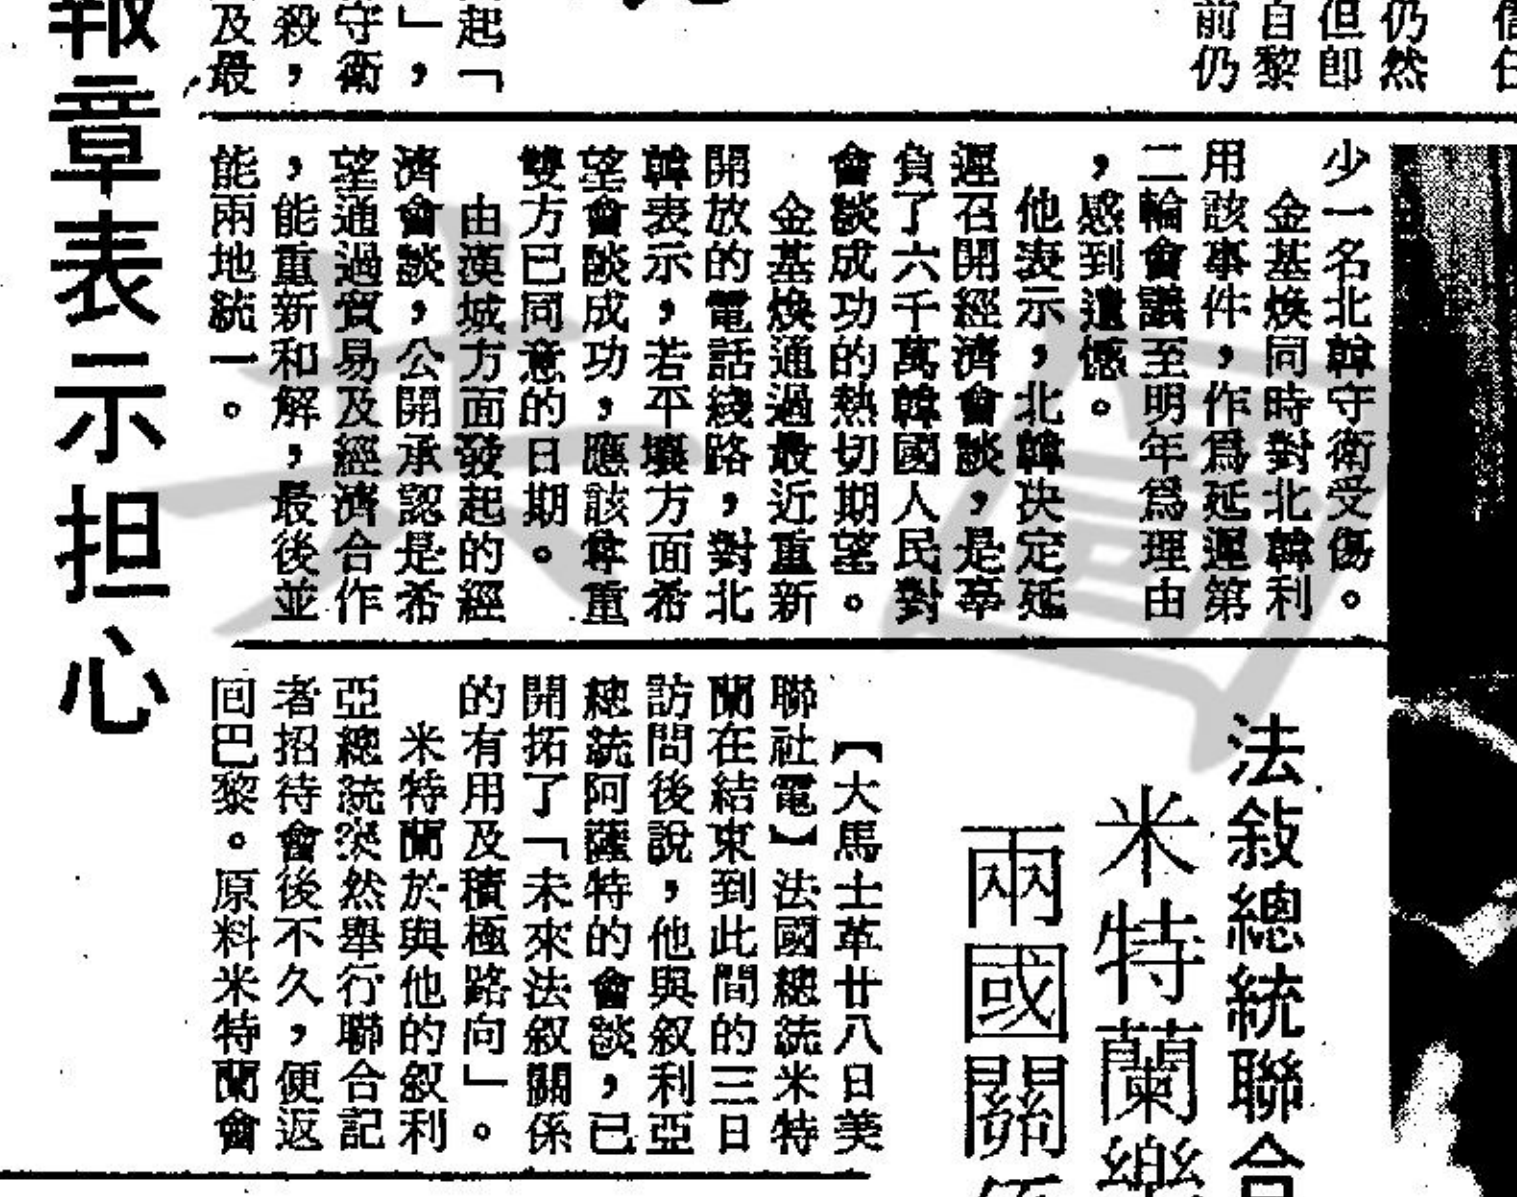 信任
仍然
但即
自黎
前仍
起「
」，
守衛
殺，
及最
報章表示担心
少一名北韓守衛受傷。
金基煥同時對北韓利
用該事件，作爲延遲第
二輪會議至明年爲理由
，感到遺憾。
他表示，北韓決定延
遲召開經濟會談，是辜
負了六千萬韓國人民對
會談成功的熱切期望。
金基煥通過最近重新
開放的電話綫路，對北
韓表示，若平壤方面希
望會談成功，應該尊重
雙方已同意的日期。
由漢城方面發起的經
濟會談，公開承認是希
望通過貿易及經濟合作
，能重新和解，最後並
能兩地統一。
法敍總統聯合
米特蘭樂
兩國關係
【大馬士革廿八日美
聯社電】法國總統米特
蘭在結束到此間的三日
訪問後說，他與叙利亞
總統阿薩特的會談，已
開拓了「未來法叙關係
的有用及積極路向」。
米特蘭於與他的叙利
亞總統突然舉行聯合記
者招待會後不久，便返
回巴黎。原料米特蘭會